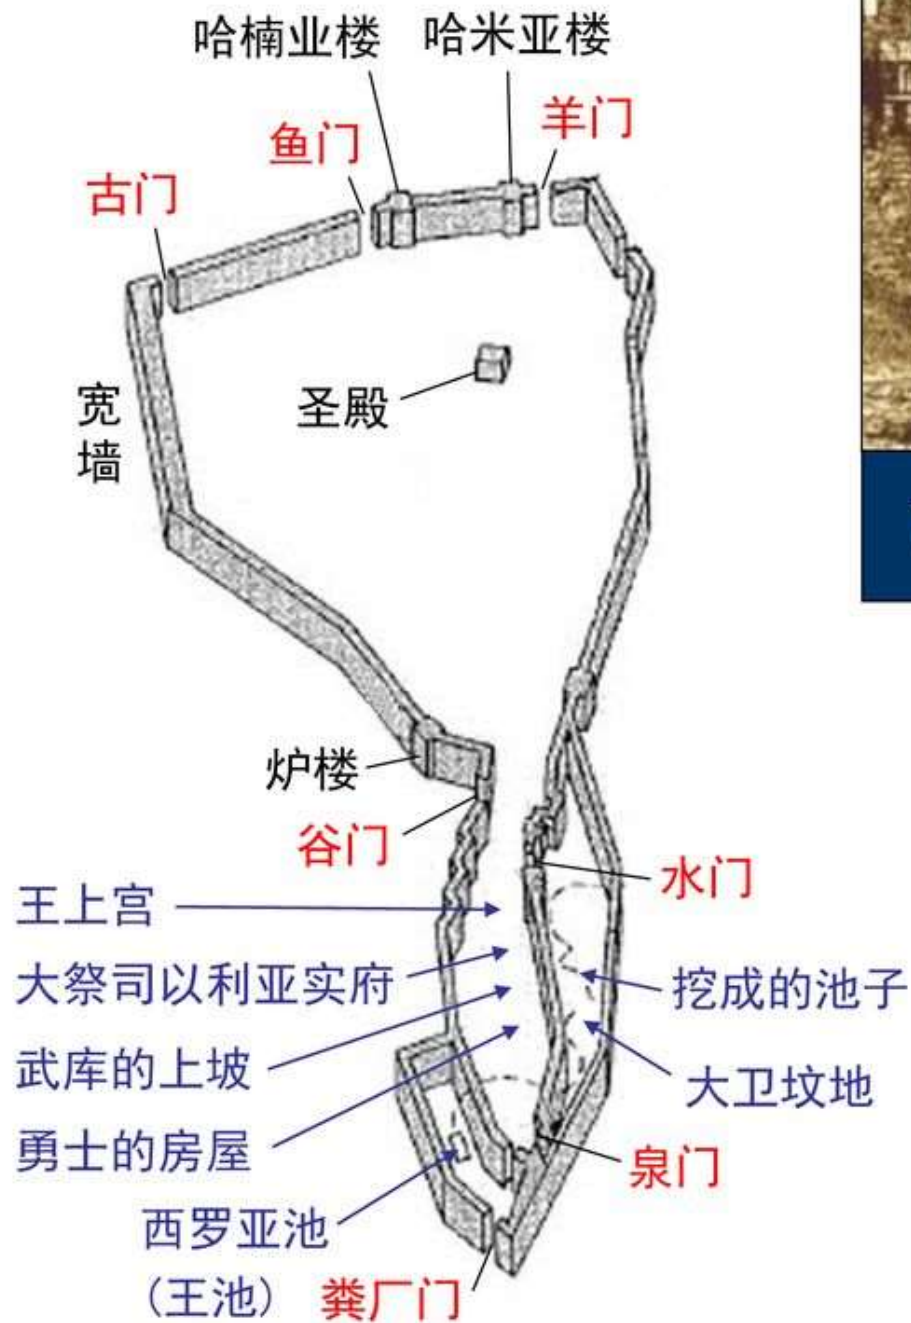 哈楠业楼 哈米亚楼
鱼门
羊门
古门
圣殿
宽
墙
炉楼
谷门
水门
王上宫
大祭司以利亚实府
挖成的池子
武库的上坡
大卫坟地
勇士的房屋
泉门
西罗亚池
(王池)
粪厂门